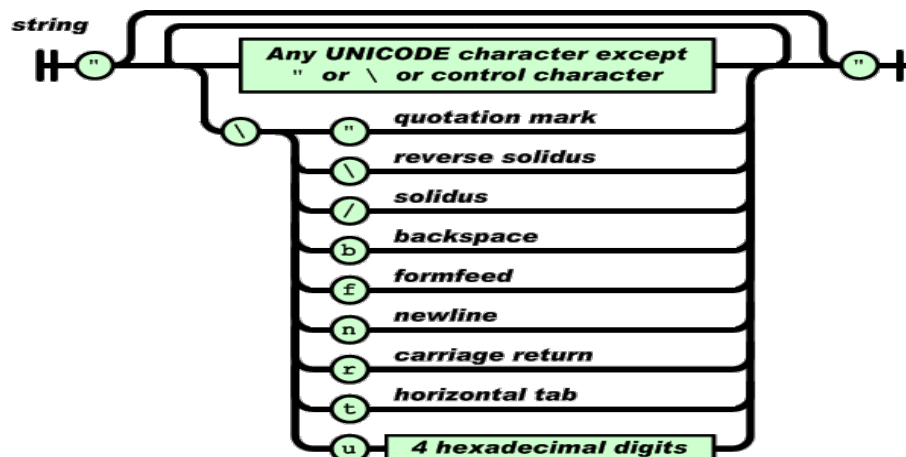 string
" Any UNICODE character except "
" or \ or control character
\ " quotation mark
\ reverse solidus
/ solidus
b backspace
f formfeed
n newline
r carriage return
t horizontal tab
u 4 hexadecimal digits